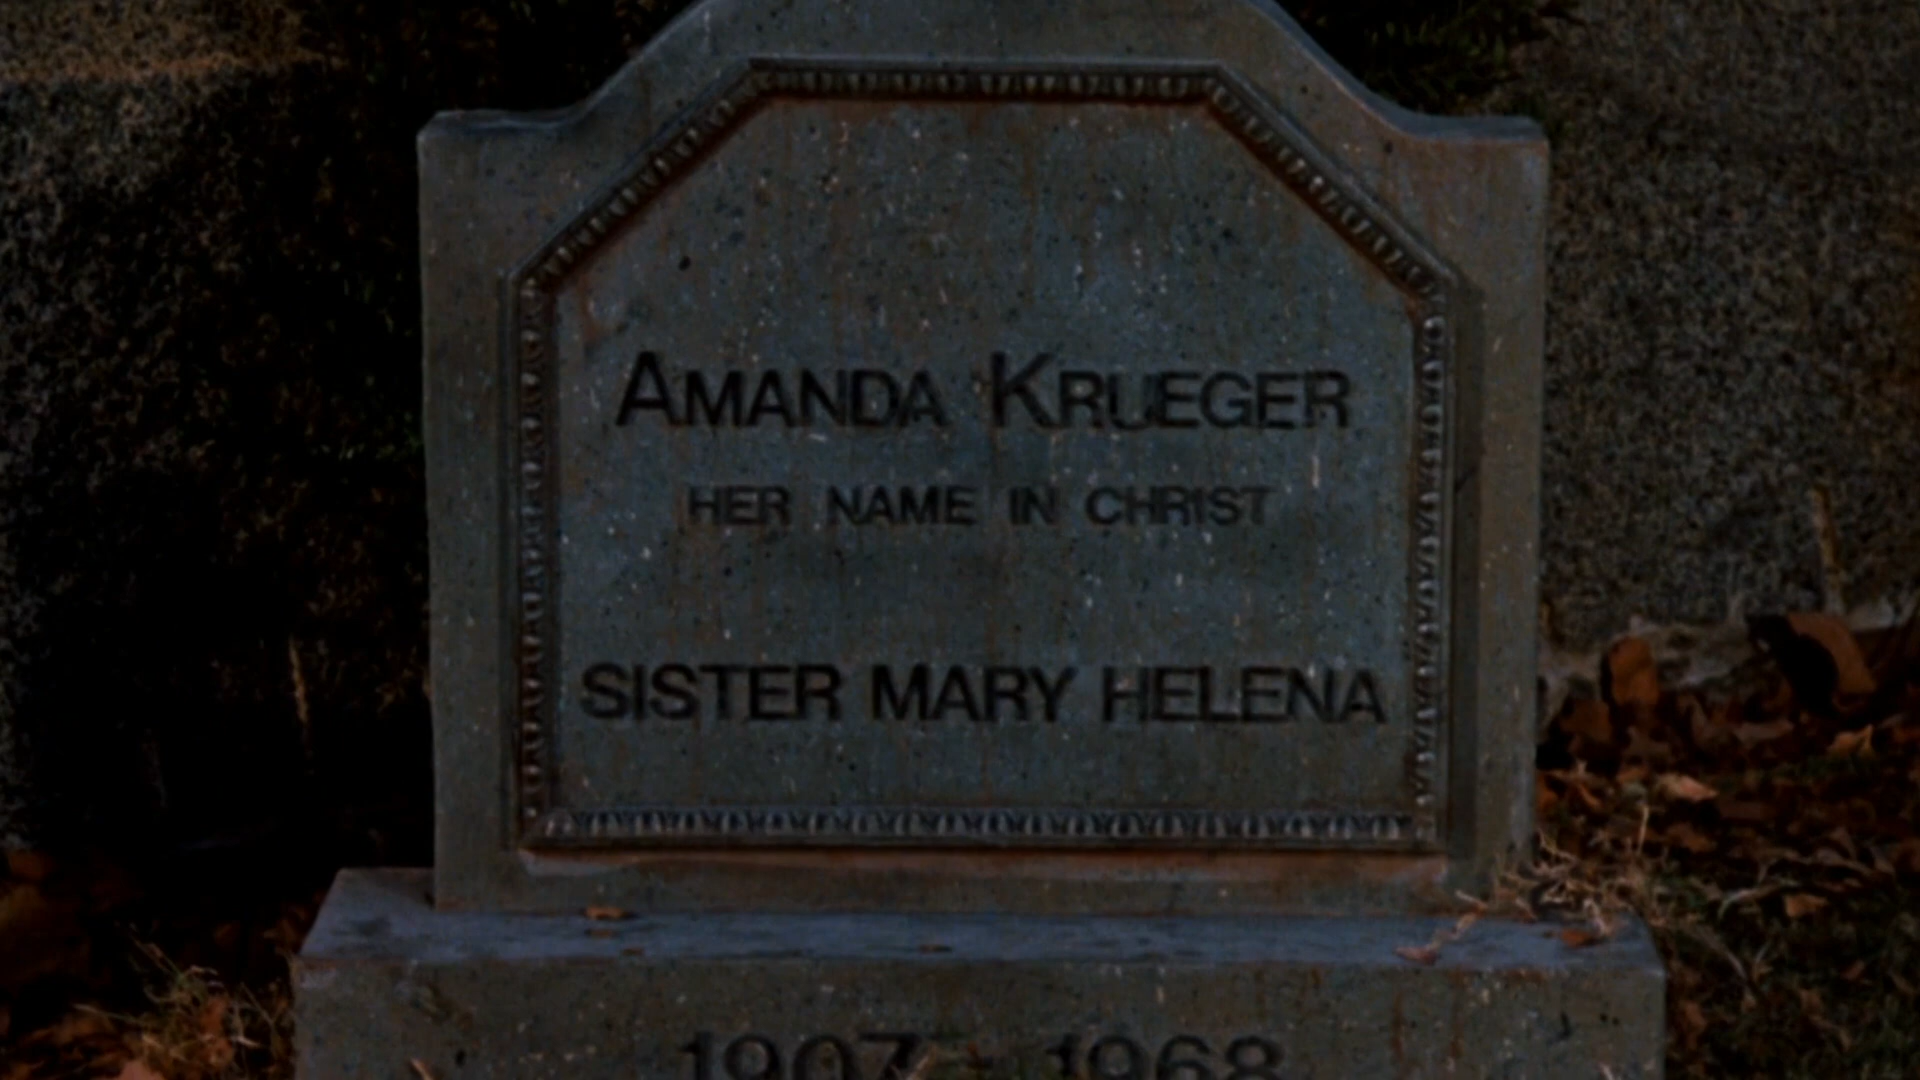 AMANDA KRUEGER
HER NAME IN CHRIST
SISTER MARY HELENA
1907 - 1968